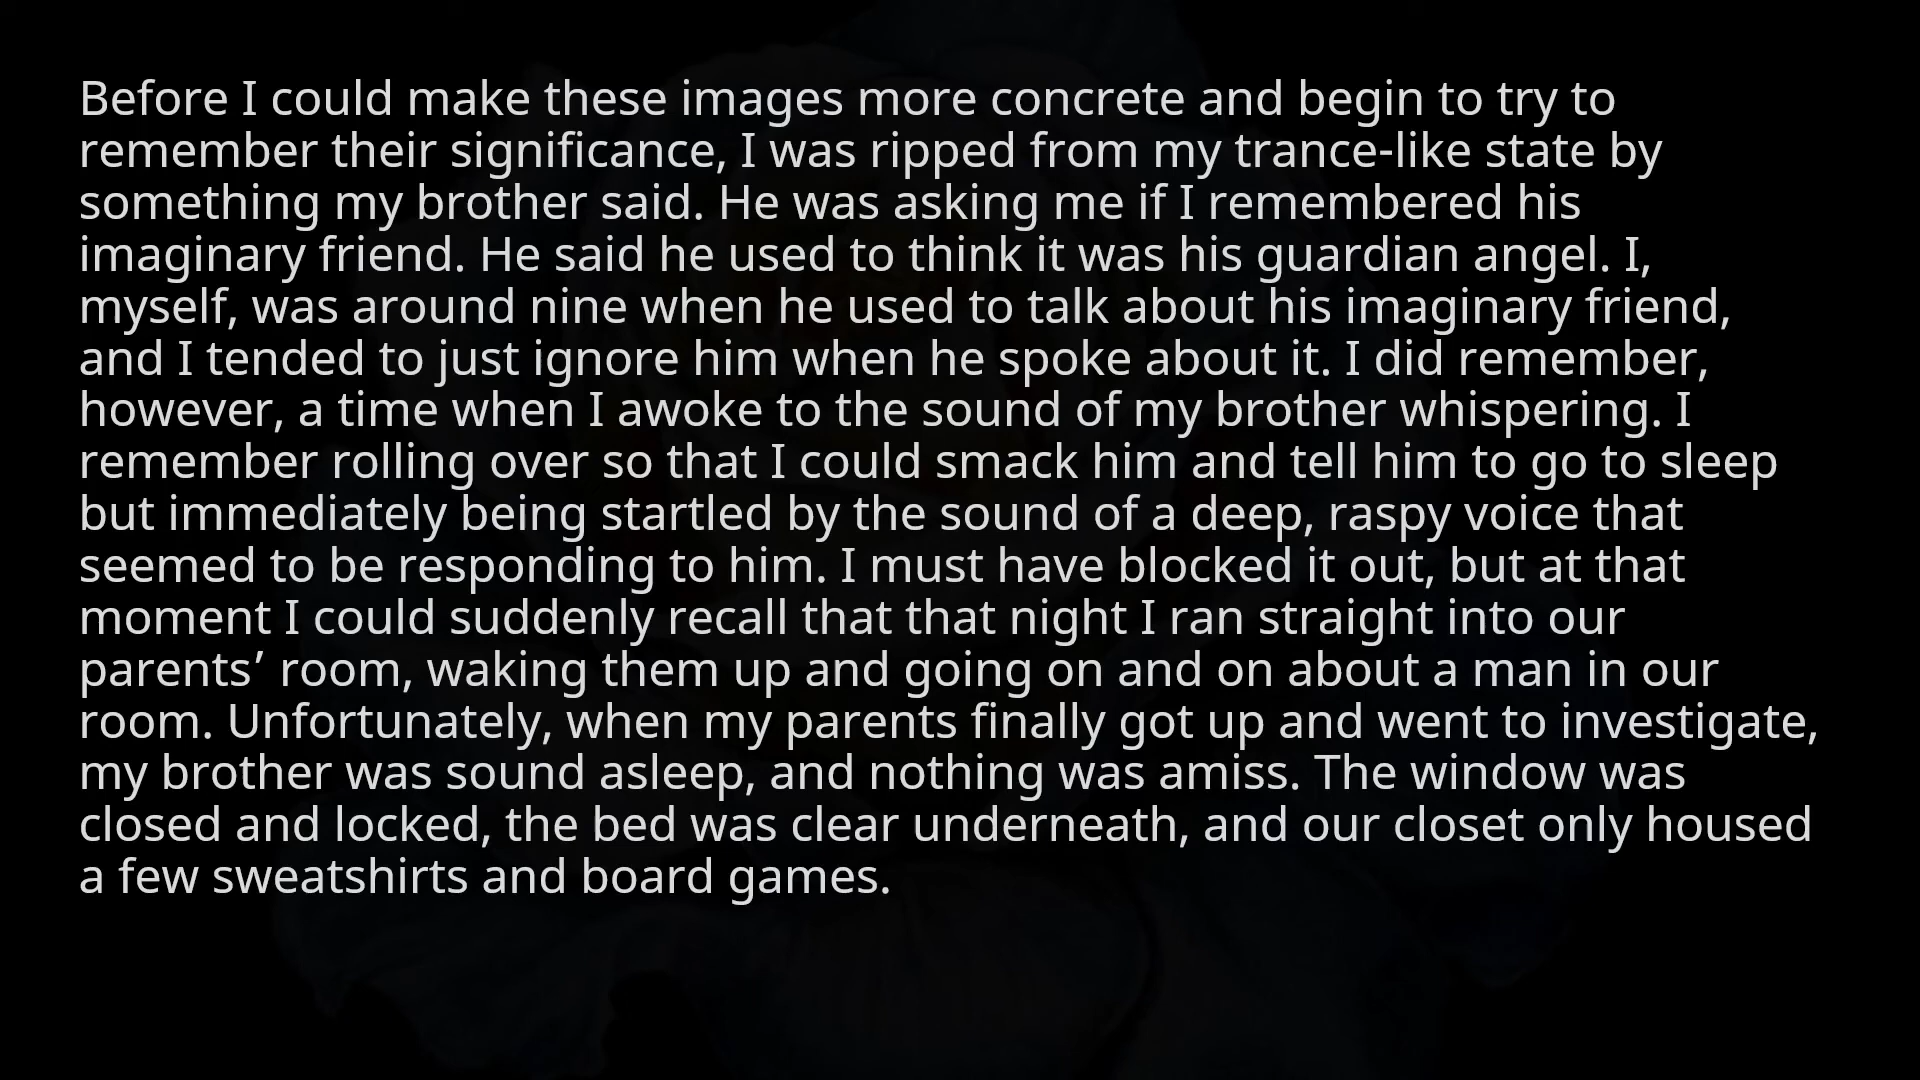 Before I could make these images more concrete and begin to try to
remember their significance, I was ripped from my trance-like state by
something my brother said. He was asking me if I remembered his
imaginary friend. He said he used to think it was his guardian angel. I,
myself, was around nine when he used to talk about his imaginary friend,
and I tended to just ignore him when he spoke about it. I did remember,
however, a time when I awoke to the sound of my brother whispering. I
remember rolling over so that I could smack him and tell him to go to sleep
but immediately being startled by the sound of a deep, raspy voice that
seemed to be responding to him. I must have blocked it out, but at that
moment I could suddenly recall that that night I ran straight into our
parents’ room, waking them up and going on and on about a man in our
room. Unfortunately, when my parents finally got up and went to investigate,
my brother was sound asleep, and nothing was amiss. The window was
closed and locked, the bed was clear underneath, and our closet only housed
a few sweatshirts and board games.